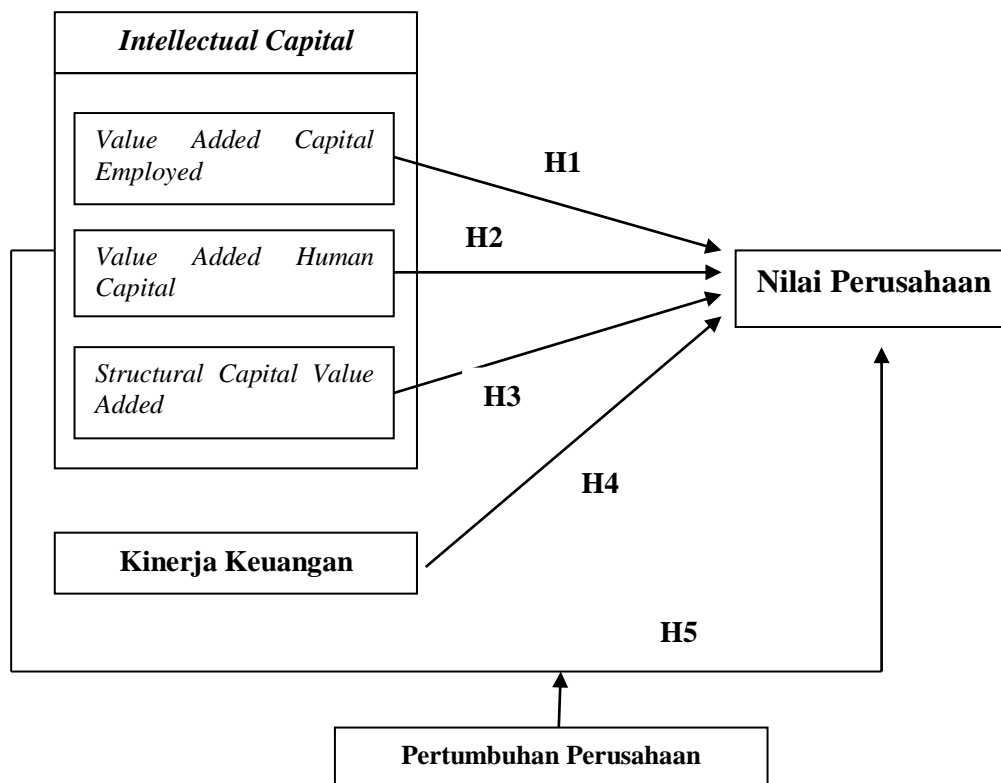 Intellectual Capital
Value Added Capital
Employed
H1
H2
Value Added Human
Capital
Nilai Perusahaan
Structural Capital Value
Added
H3
H4
Kinerja Keuangan
H5
Pertumbuhan Perusahaan